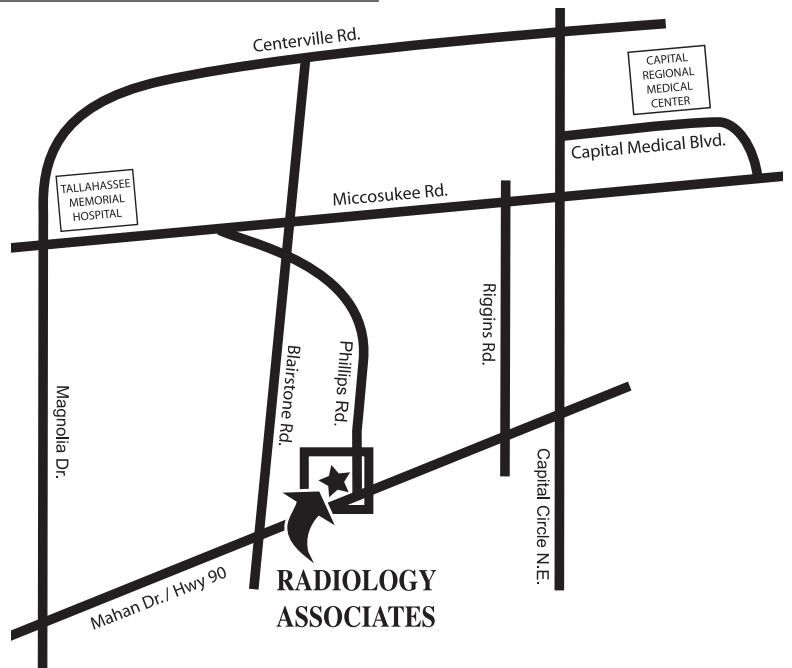 Centerville Rd.
CAPITAL
REGIONAL
MEDICAL
CENTER
Capital Medical Blvd.
TALLAHASSEE
MEMORIAL
HOSPITAL
Miccosukee Rd.
Riggins Rd.
Phillips Rd.
Blairstone Rd.
Magnolia Dr.
Capital Circle N.E.
Mahan Dr./ Hwy 90
RADIOLOGY
ASSOCIATES